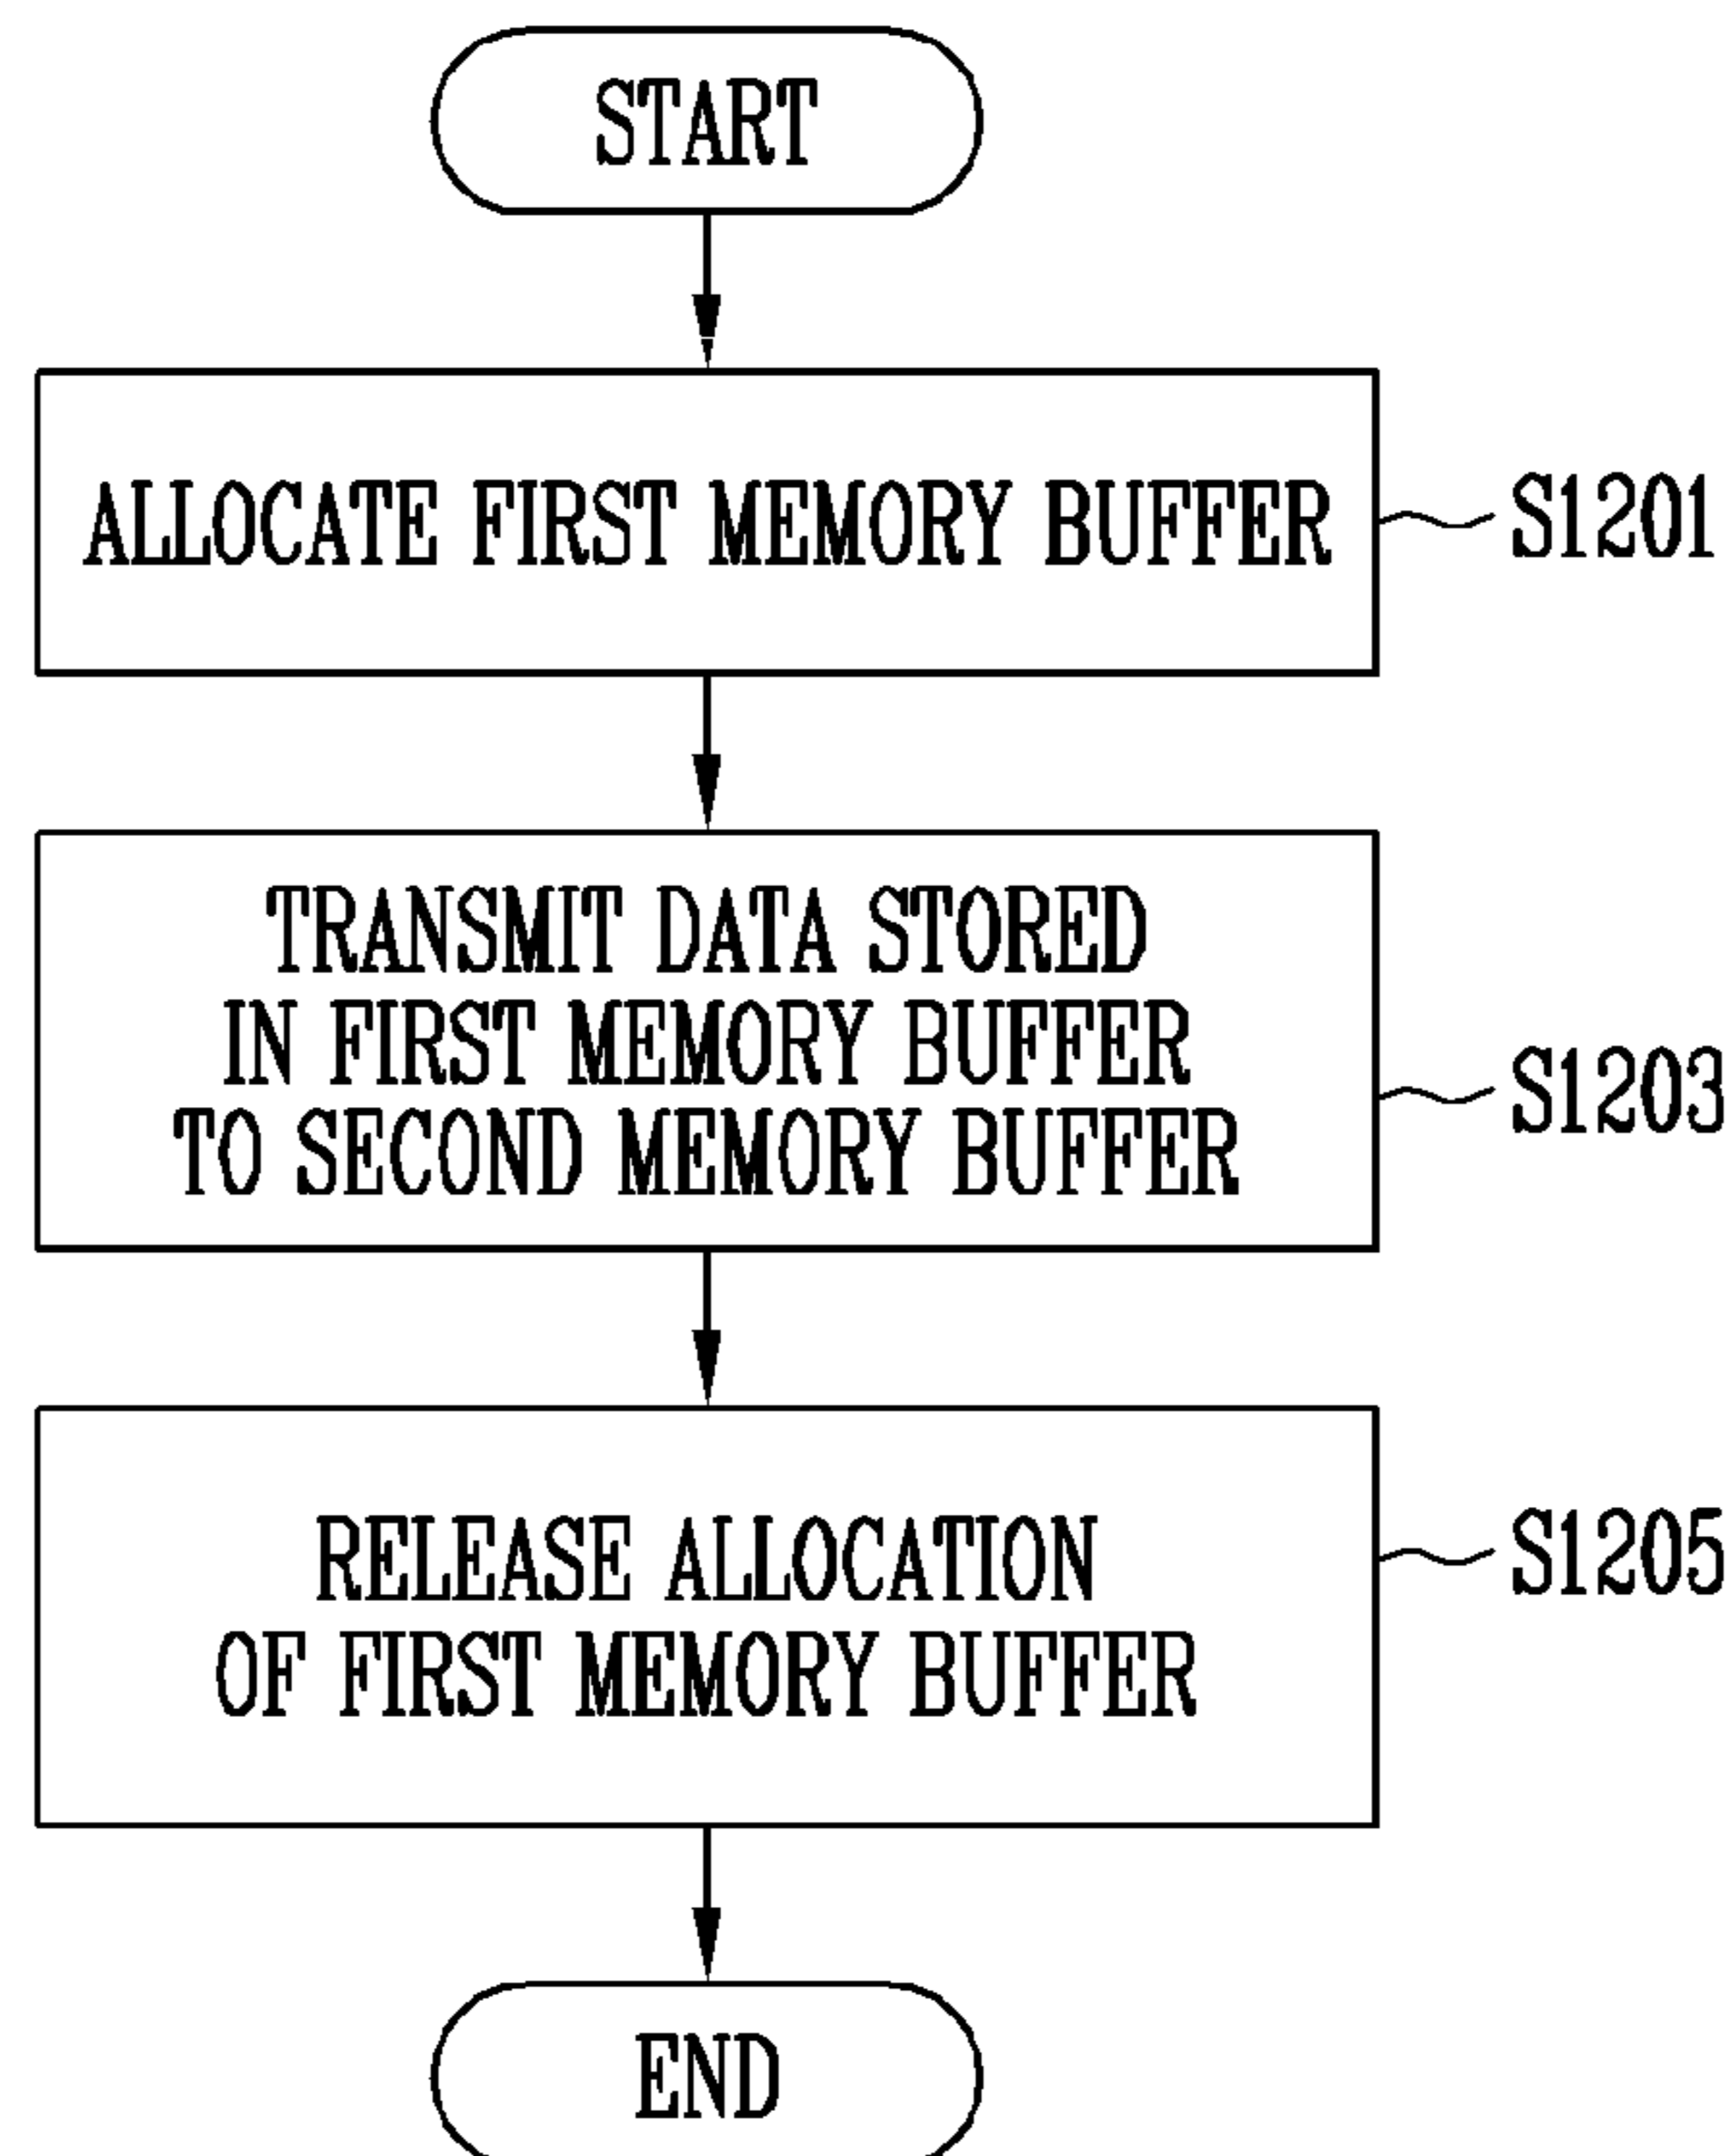 START
ALLOCATE FIRST MEMORY BUFFER
S1201
TRANSMIT DATA STORED
IN FIRST MEMORY BUFFER
TO SECOND MEMORY BUFFER
S1203
RELEASE ALLOCATION
OF FIRST MEMORY BUFFER
S1205
END